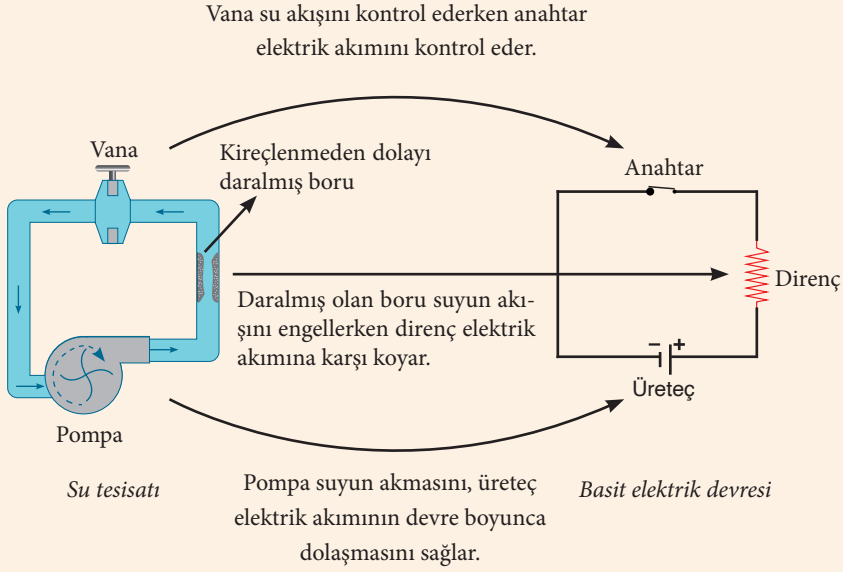 Vana su akışını kontrol ederken anahtar
elektrik akımını kontrol eder.
Vana
Kireçlenmeden dolayı
daralmış boru
Anahtar
Direnç
Daralmış olan boru suyun akı-
şını engellerken direnç elektrik
akımına karşı koyar.
− +
Üreteç
Pompa
Su tesisatı
Pompa suyun akmasını, üreteç
elektrik akımının devre boyunca
dolaşmasını sağlar.
Basit elektrik devresi